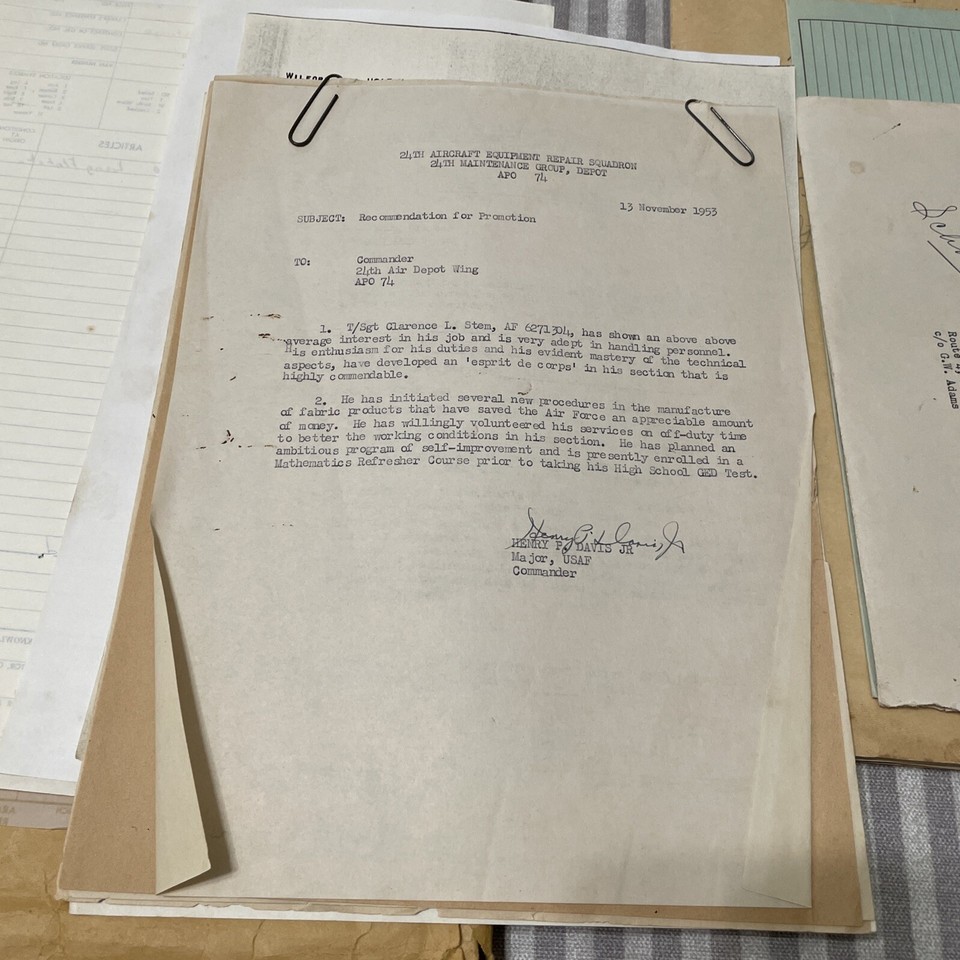 24TH AIRCRAFT EQUIPMENT REPAIR SQUADRON
24TH MAINTENANCE GROUP, DEPOT
APO 74
13 November 1953
SUBJECT: Recommendation for Promotion
TO: Commander
24th Air Depot Wing
APO 74
1. T/Sgt Clarence L. Stem, AF 6271304, has shown an above above
average interest in his job and is very adept in handling personnel.
His enthusiasm for his duties and his evident mastery of the technical
aspects, have developed an 'esprit de corps' in his section that is
highly commendable.
2. He has initiated several new procedures in the manufacture
of fabric products that have saved the Air Force an appreciable amount
of money. He has willingly volunteered his services on off-duty time
to better the working conditions in his section. He has planned an
ambitious program of self-improvement and is presently enrolled in a
Mathematics Refresher Course prior to taking his High School GED Test.
Henry P. Davis, Jr
HENRY P. DAVIS JR
Major, USAF
Commander
Route
c/o G.W. Adams
ARTICLES